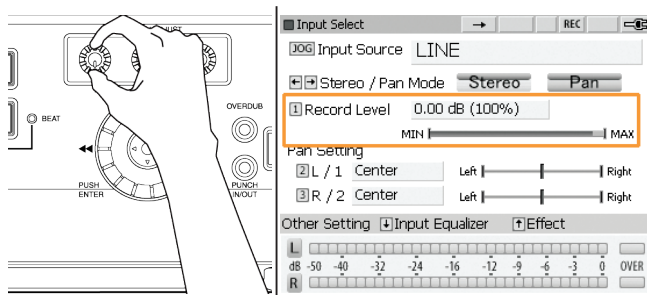 JUST
OVERDUB
BEAT
PUSH
ENTER
PUNCH
IN/OUT
Input Select → REC
JOG Input Source LINE
←→ Stereo / Pan Mode Stereo Pan
1 Record Level 0.00 dB (100%)
MIN MAX
Pan Setting
2 L / 1 Center Left Right
3 R / 2 Center Left Right
Other Setting ↓ Input Equalizer ↑ Effect
L
dB -50 -40 -32 -24 -16 -12 -9 -6 -3 0 OVER
R